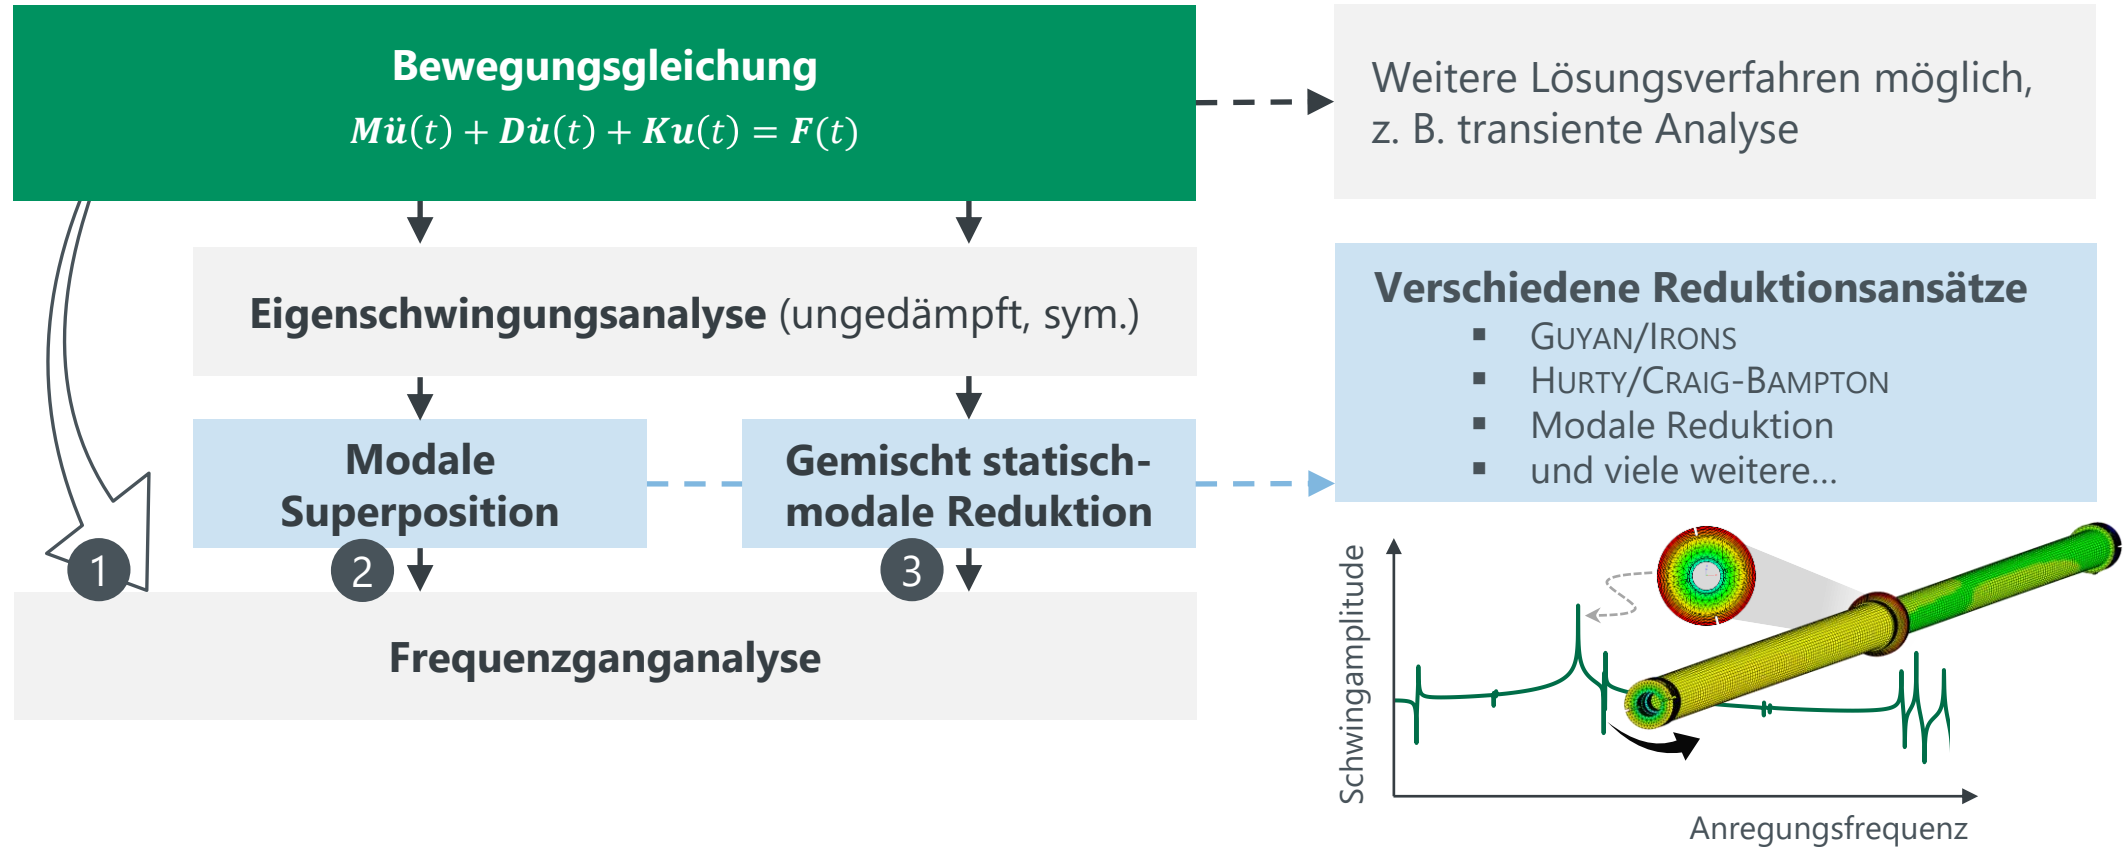 Bewegungsgleichung
Mü(t) + Du̇(t) + Ku(t) = F(t)
Weitere Lösungsverfahren möglich,
z. B. transiente Analyse
Eigenschwingungsanalyse (ungedämpft, sym.)
Verschiedene Reduktionsansätze
▪ GUYAN/IRONS
▪ HURTY/CRAIG-BAMPTON
▪ Modale Reduktion
▪ und viele weitere...
Modale
Superposition
Gemischt statisch-
modale Reduktion
1
2
3
Frequenzganganalyse
Schwingamplitude
Anregungsfrequenz